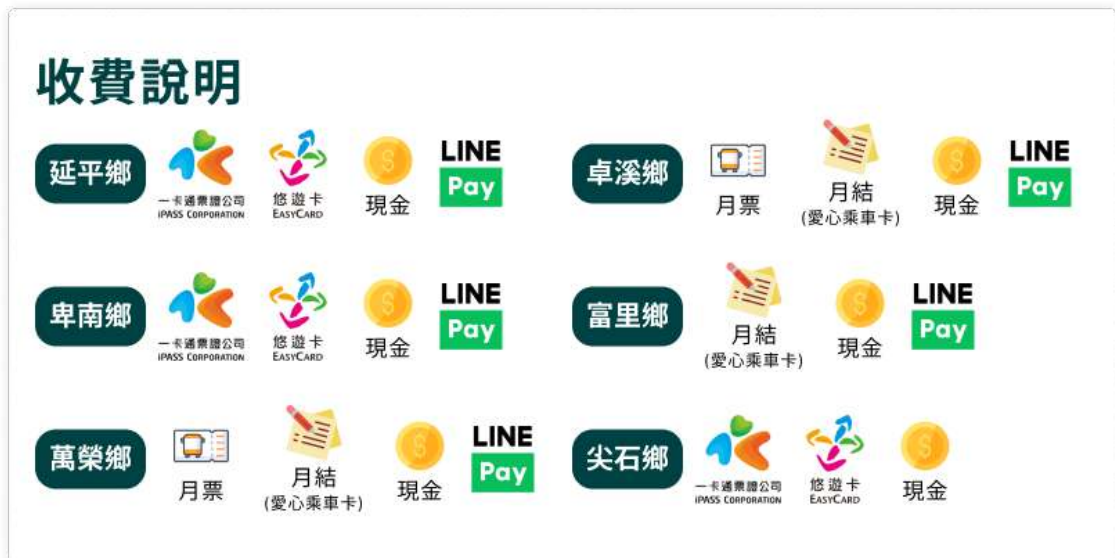 收費說明
延平鄉
一卡通票證公司
iPASS CORPORATION
悠遊卡
EASYCARD
現金
LINE
Pay
卓溪鄉
月票
月結
(愛心乘車卡)
現金
LINE
Pay
卑南鄉
一卡通票證公司
iPASS CORPORATION
悠遊卡
EASYCARD
現金
LINE
Pay
富里鄉
月結
(愛心乘車卡)
現金
LINE
Pay
萬榮鄉
月票
月結
(愛心乘車卡)
現金
LINE
Pay
尖石鄉
一卡通票證公司
iPASS CORPORATION
悠遊卡
EASYCARD
現金